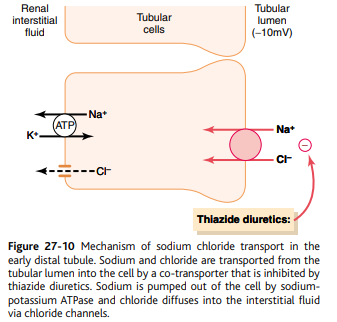 Renal
interstitial
fluid
Tubular
cells
Tubular
lumen
(–10mV)
Na⁺
ATP
K⁺
Cl⁻
Na⁺
–
Cl⁻
Thiazide diuretics:
Figure 27-10 Mechanism of sodium chloride transport in the
early distal tubule. Sodium and chloride are transported from the
tubular lumen into the cell by a co-transporter that is inhibited by
thiazide diuretics. Sodium is pumped out of the cell by sodium-
potassium ATPase and chloride diffuses into the interstitial fluid
via chloride channels.